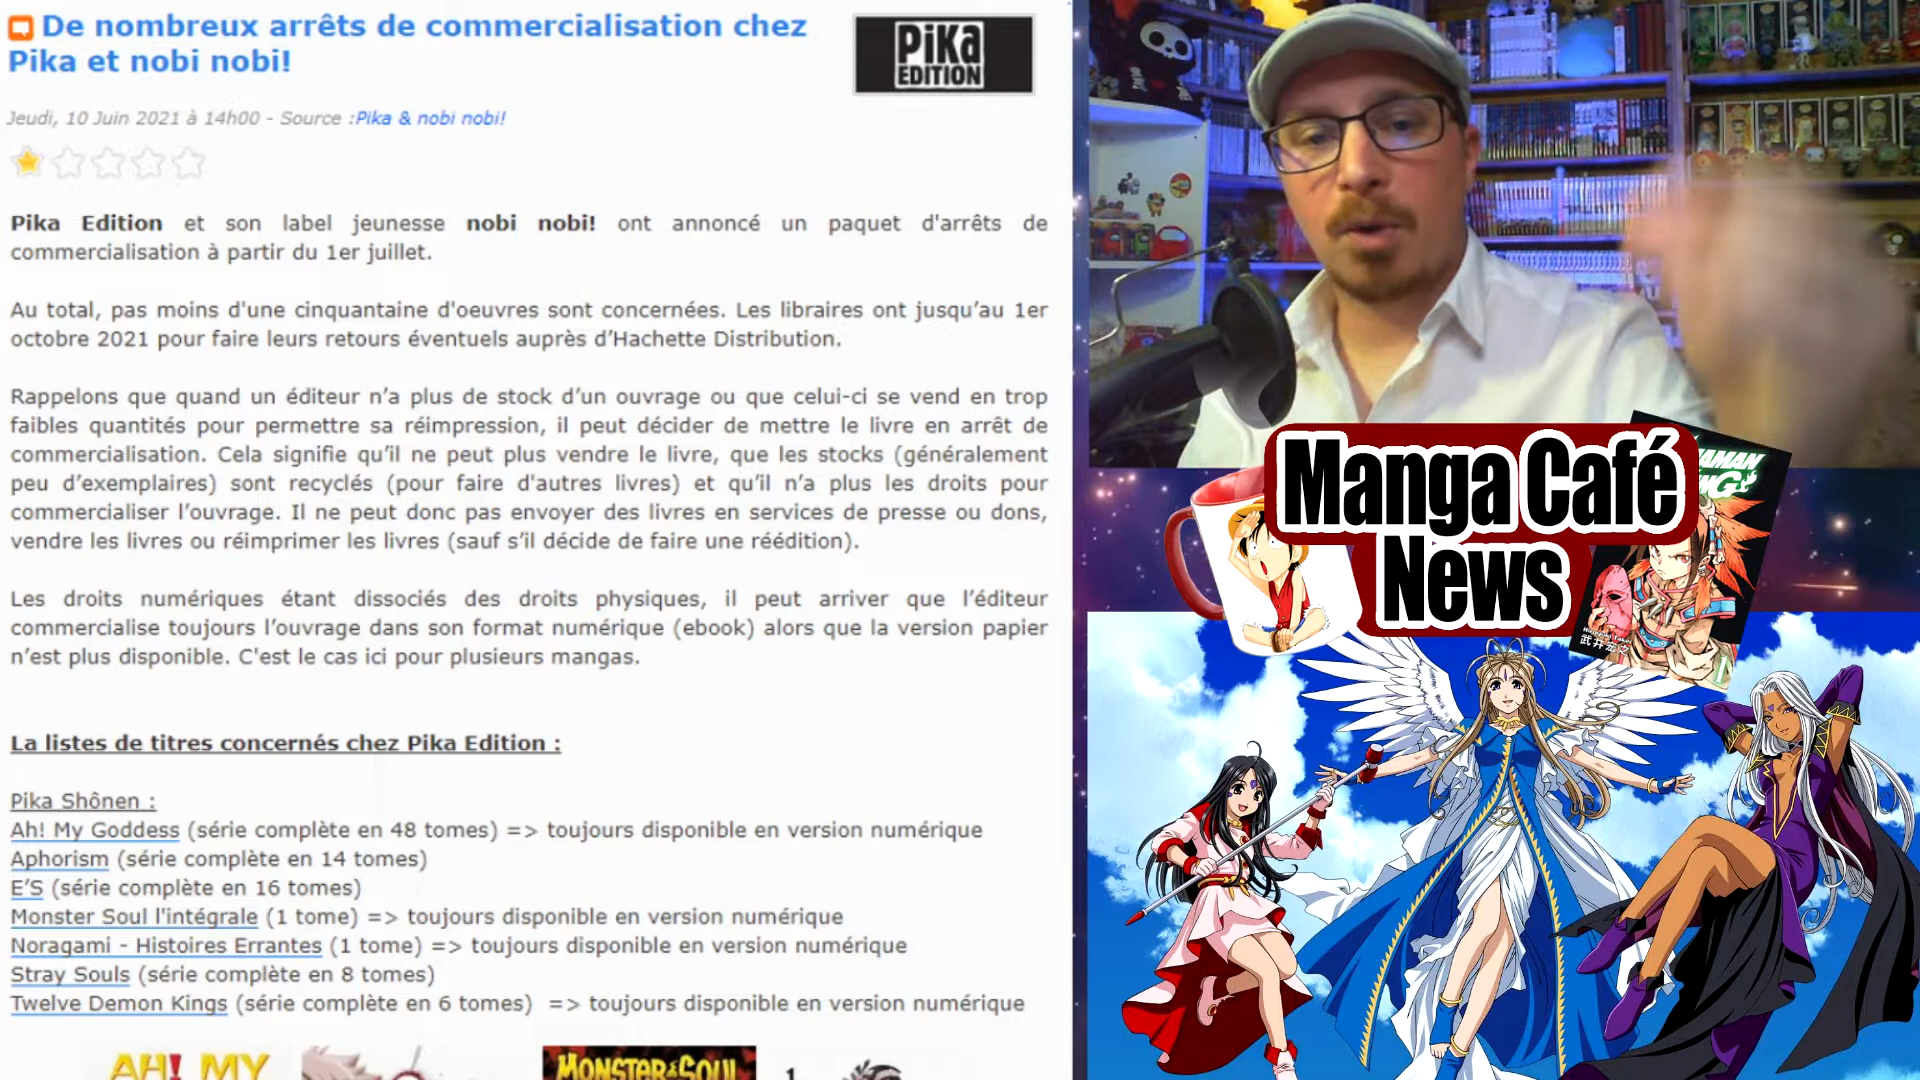 De nombreux arrêts de commercialisation chez
Pika et nobi nobi!
PiKa
EDITION
Jeudi, 10 Juin 2021 à 14h00 - Source :Pika & nobi nobi!
Pika Edition et son label jeunesse nobi nobi! ont annoncé un paquet d'arrêts de
commercialisation à partir du 1er juillet.
Au total, pas moins d'une cinquantaine d'oeuvres sont concernées. Les libraires ont jusqu’au 1er
octobre 2021 pour faire leurs retours éventuels auprès d’Hachette Distribution.
Rappelons que quand un éditeur n’a plus de stock d’un ouvrage ou que celui-ci se vend en trop
faibles quantités pour permettre sa réimpression, il peut décider de mettre le livre en arrêt de
commercialisation. Cela signifie qu’il ne peut plus vendre le livre, que les stocks (généralement
peu d’exemplaires) sont recyclés (pour faire d'autres livres) et qu’il n’a plus les droits pour
commercialiser l’ouvrage. Il ne peut donc pas envoyer des livres en services de presse ou dons,
vendre les livres ou réimprimer les livres (sauf s’il décide de faire une réédition).
Les droits numériques étant dissociés des droits physiques, il peut arriver que l’éditeur
commercialise toujours l’ouvrage dans son format numérique (ebook) alors que la version papier
n’est plus disponible. C'est le cas ici pour plusieurs mangas.
La listes de titres concernés chez Pika Edition :
Pika Shônen :
Ah! My Goddess (série complète en 48 tomes) => toujours disponible en version numérique
Aphorism (série complète en 14 tomes)
E’S (série complète en 16 tomes)
Monster Soul l'intégrale (1 tome) => toujours disponible en version numérique
Noragami - Histoires Errantes (1 tome) => toujours disponible en version numérique
Stray Souls (série complète en 8 tomes)
Twelve Demon Kings (série complète en 6 tomes)  => toujours disponible en version numérique
AH! MY
MONSTER SOUL
1
Manga Café
News
武井宏之